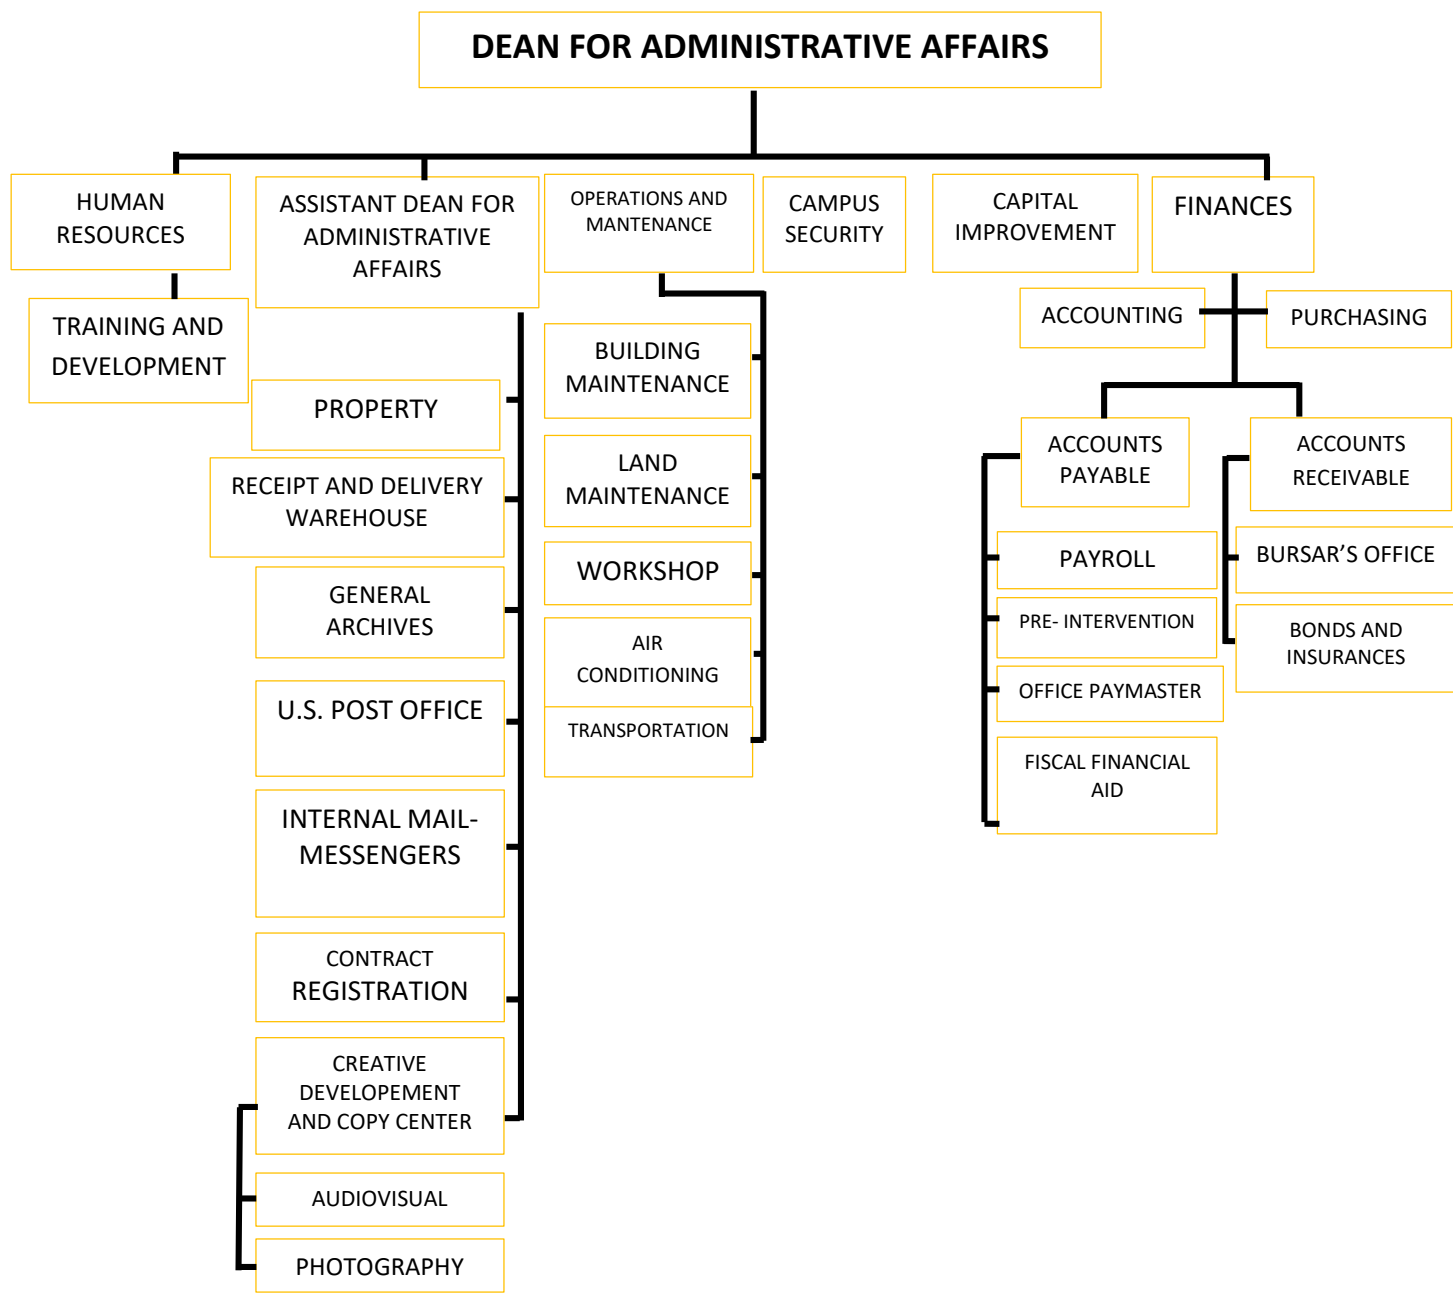 DEAN FOR ADMINISTRATIVE AFFAIRS
HUMAN
RESOURCES
ASSISTANT DEAN FOR
ADMINISTRATIVE
AFFAIRS
OPERATIONS AND
MANTENANCE
CAMPUS
SECURITY
CAPITAL
IMPROVEMENT
FINANCES
TRAINING AND
DEVELOPMENT
PROPERTY
RECEIPT AND DELIVERY
WAREHOUSE
GENERAL
ARCHIVES
U.S. POST OFFICE
INTERNAL MAIL-
MESSENGERS
CONTRACT
REGISTRATION
CREATIVE
DEVELOPEMENT
AND COPY CENTER
AUDIOVISUAL
PHOTOGRAPHY
BUILDING
MAINTENANCE
LAND
MAINTENANCE
WORKSHOP
AIR
CONDITIONING
TRANSPORTATION
ACCOUNTING
PURCHASING
ACCOUNTS
PAYABLE
PAYROLL
PRE- INTERVENTION
OFFICE PAYMASTER
FISCAL FINANCIAL
AID
ACCOUNTS
RECEIVABLE
BURSAR’S OFFICE
BONDS AND
INSURANCES